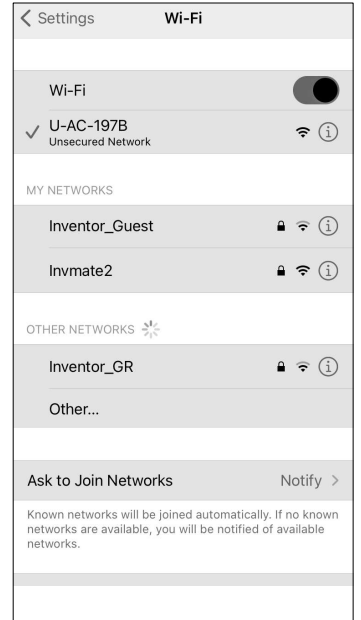 Settings Wi-Fi
Wi-Fi
U-AC-197B
Unsecured Network
MY NETWORKS
Inventor_Guest
Invmate2
OTHER NETWORKS
Inventor_GR
Other...
Ask to Join Networks Notify
Known networks will be joined automatically. If no known
networks are available, you will be notified of available
networks.